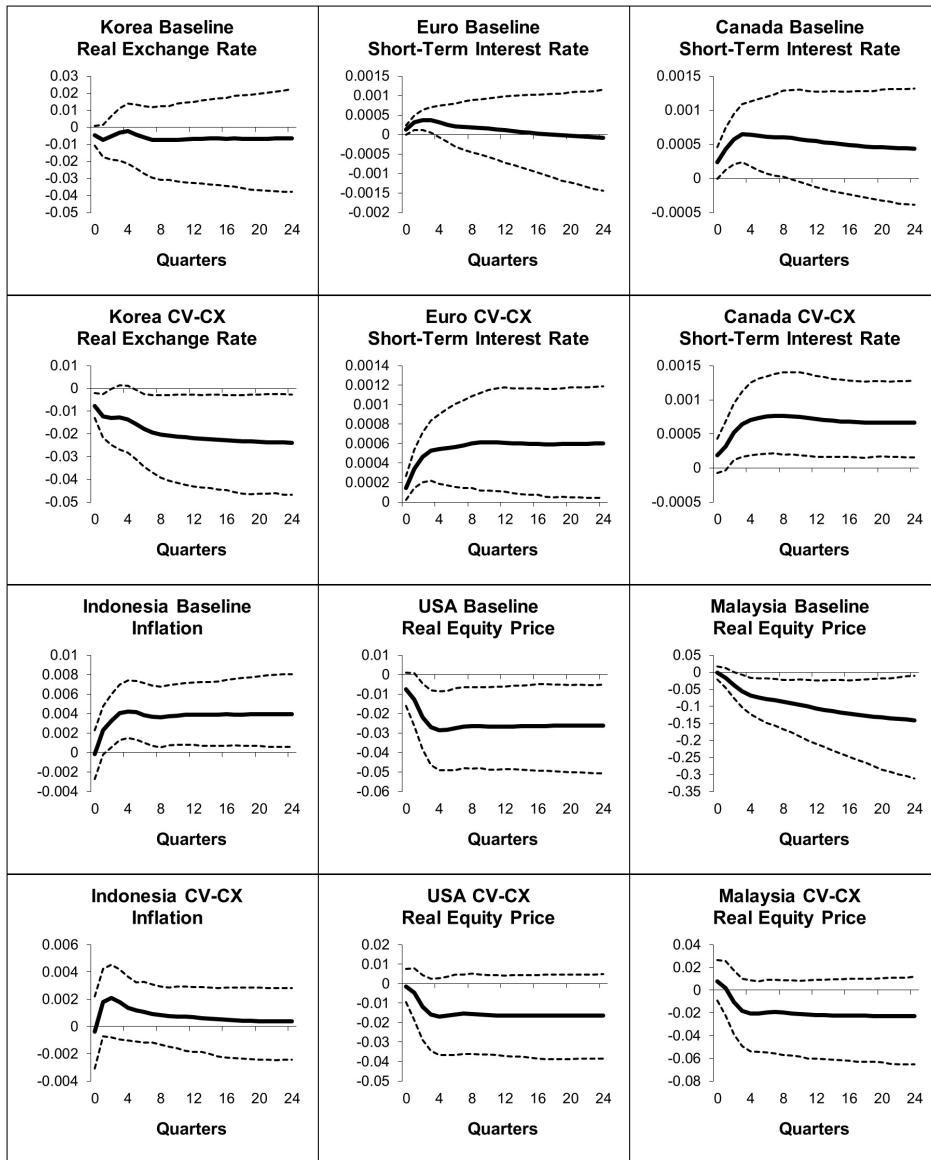 Korea Baseline
Real Exchange Rate
0.03
0.02
0.01
0
-0.01
-0.02
-0.03
-0.04
-0.05
0 4 8 12 16 20 24
Quarters
Euro Baseline
Short-Term Interest Rate
0.0015
0.001
0.0005
0
-0.0005
-0.001
-0.0015
-0.002
0 4 8 12 16 20 24
Quarters
Canada Baseline
Short-Term Interest Rate
0.0015
0.001
0.0005
0
-0.0005
0 4 8 12 16 20 24
Quarters
Korea CV-CX
Real Exchange Rate
0.01
0
-0.01
-0.02
-0.03
-0.04
-0.05
0 4 8 12 16 20 24
Quarters
Euro CV-CX
Short-Term Interest Rate
0.0014
0.0012
0.001
0.0008
0.0006
0.0004
0.0002
0
0 4 8 12 16 20 24
Quarters
Canada CV-CX
Short-Term Interest Rate
0.0015
0.001
0.0005
0
-0.0005
0 4 8 12 16 20 24
Quarters
Indonesia Baseline
Inflation
0.01
0.008
0.006
0.004
0.002
0
-0.002
-0.004
0 4 8 12 16 20 24
Quarters
USA Baseline
Real Equity Price
0.01
0
-0.01
-0.02
-0.03
-0.04
-0.05
-0.06
0 4 8 12 16 20 24
Quarters
Malaysia Baseline
Real Equity Price
0.05
0
-0.05
-0.1
-0.15
-0.2
-0.25
-0.3
-0.35
0 4 8 12 16 20 24
Quarters
Indonesia CV-CX
Inflation
0.006
0.004
0.002
0
-0.002
-0.004
0 4 8 12 16 20 24
Quarters
USA CV-CX
Real Equity Price
0.02
0.01
0
-0.01
-0.02
-0.03
-0.04
-0.05
0 4 8 12 16 20 24
Quarters
Malaysia CV-CX
Real Equity Price
0.04
0.02
0
-0.02
-0.04
-0.06
-0.08
0 4 8 12 16 20 24
Quarters